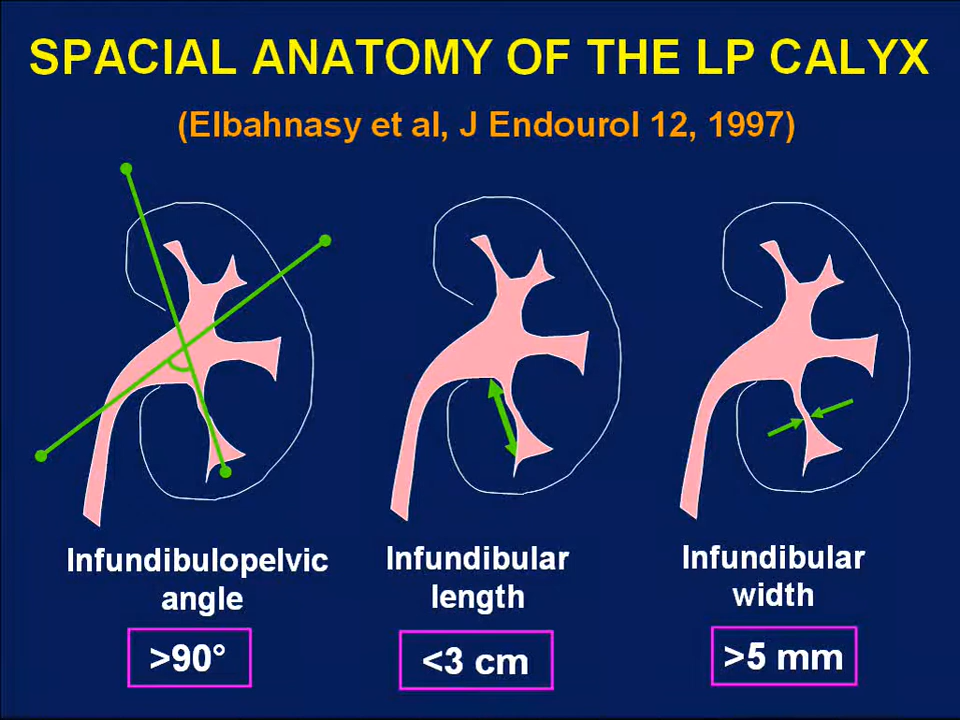 SPACIAL ANATOMY OF THE LP CALYX
(Elbahnasy et al, J Endourol 12, 1997)
Infundibulopelvic
angle
>90°
Infundibular
length
<3 cm
Infundibular
width
>5 mm